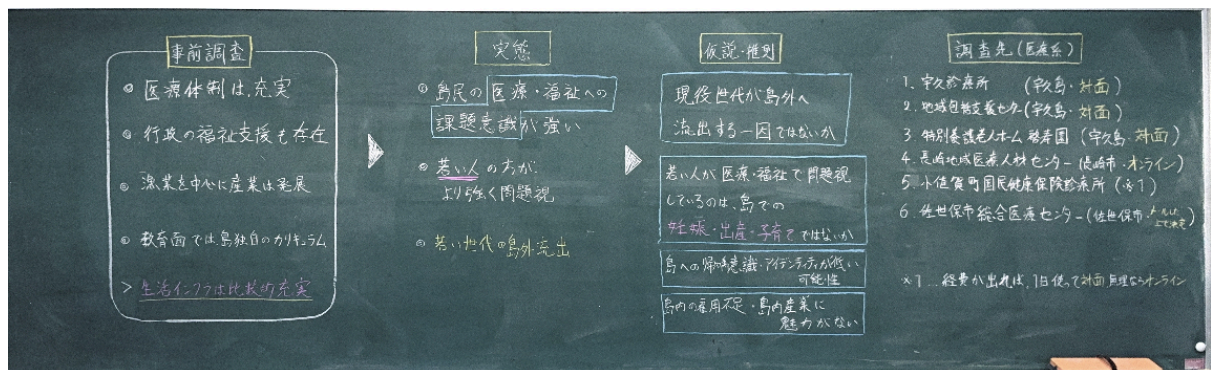 事前調査
◎ 医療体制は充実
◎ 行政の福祉支援も存在
◎ 漁業を中心に産業は発展
◎ 教育面では島独自のカリキュラム
> 生活インフラは比較的充実
実態
◎ 島民の医療・福祉への
課題意識が強い
◎ 若い人の方が、
より強く問題視
◎ 若い世代の島外流出
仮説・推測
現役世代が島外へ
流出する一因ではないか
若い人が医療・福祉で問題視
しているのは、島での
妊娠・出産・子育てではないか
島への帰属意識・アイデンティティが低い
可能性
島内の雇用不足・島内産業に
魅力がない
調査先(医療系)
1. 宇久診療所 (宇久島・対面)
2. 地域包括支援センター(宇久島・対面)
3. 特別養護老人ホーム (宇久島・対面)
4. 長崎地域医療人材センター(長崎市・オンライン)
5. 小値賀町国民健康保険診療所 (※1)
6. 佐世保市総合医療センター(佐世保市・メールに
て決定)
※1... 経費が出れば、1日使って対面 無理ならオンライン